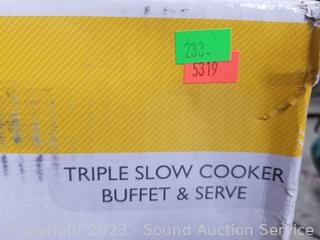 233.
5319
TRIPLE SLOW COOKER
BUFFET & SERVE
Copyright 2023 - Sound Auction Service